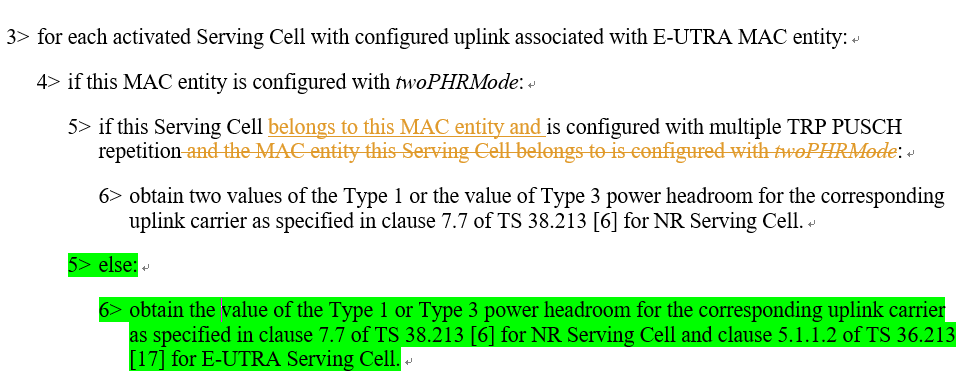 3> for each activated Serving Cell with configured uplink associated with E-UTRA MAC entity:
4> if this MAC entity is configured with twoPHRMode:
5> if this Serving Cell belongs to this MAC entity and is configured with multiple TRP PUSCH
repetition and the MAC entity this Serving Cell belongs to is configured with twoPHRMode:
6> obtain two values of the Type 1 or the value of Type 3 power headroom for the corresponding
uplink carrier as specified in clause 7.7 of TS 38.213 [6] for NR Serving Cell.
5> else:
6> obtain the value of the Type 1 or Type 3 power headroom for the corresponding uplink carrier
as specified in clause 7.7 of TS 38.213 [6] for NR Serving Cell and clause 5.1.1.2 of TS 36.213
[17] for E-UTRA Serving Cell.